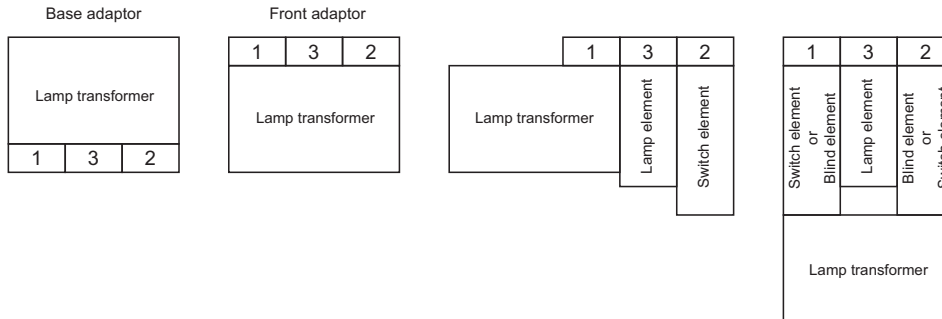 Base adaptor
Front adaptor
Lamp transformer
1 3 2
1 3 2
Lamp transformer
1 3 2
Lamp transformer
Lamp element
Switch element
1 3 2
Switch element
or
Blind element
Lamp element
Blind element
or
Switch element
Lamp transformer